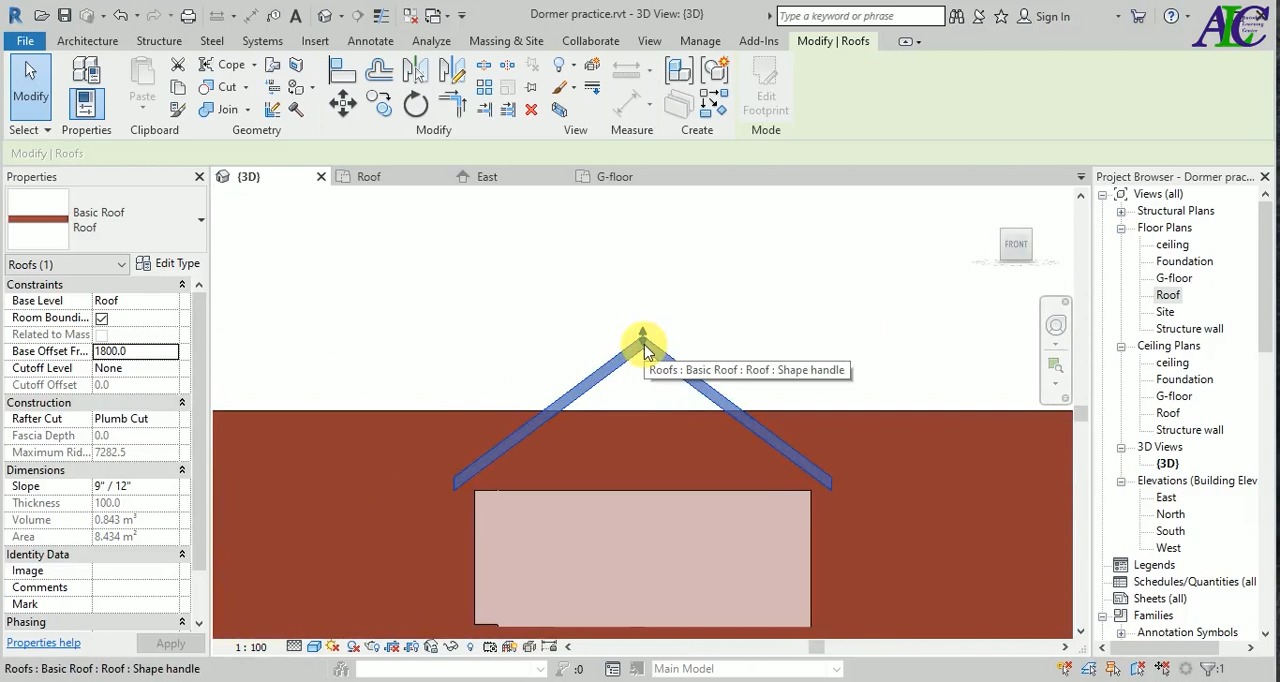 Dormer practice.rvt - 3D View: {3D}
Type a keyword or phrase
Sign In
ALC
File Architecture Structure Steel Systems Insert Annotate Analyze Massing & Site Collaborate View Manage Add-Ins Modify | Roofs
Modify
Paste
Cope
Cut
Join
Edit
Footprint
Select Properties Clipboard Geometry Modify View Measure Create Mode
Modify | Roofs
Properties
{3D} Roof East G-floor
Project Browser - Dormer prac...
Basic Roof
Roof
Roofs (1) Edit Type
Constraints
Base Level Roof
Room Boundi...
Related to Mass
Base Offset Fr... 1800.0
Cutoff Level None
Cutoff Offset 0.0
Construction
Rafter Cut Plumb Cut
Fascia Depth 0.0
Maximum Rid... 7282.5
Dimensions
Slope 9" / 12"
Thickness 100.0
Volume 0.843 m³
Area 8.434 m²
Identity Data
Image
Comments
Mark
Phasing
Properties help Apply
FRONT
Roofs : Basic Roof : Roof : Shape handle
Views (all)
Structural Plans
Floor Plans
ceiling
Foundation
G-floor
Roof
Site
Structure wall
Ceiling Plans
ceiling
Foundation
G-floor
Roof
Structure wall
3D Views
{3D}
Elevations (Building Elev
East
North
South
West
Legends
Schedules/Quantities (all
Sheets (all)
Families
Annotation Symbols
1 : 100
Roofs : Basic Roof : Roof : Shape handle
:0
Main Model
:1